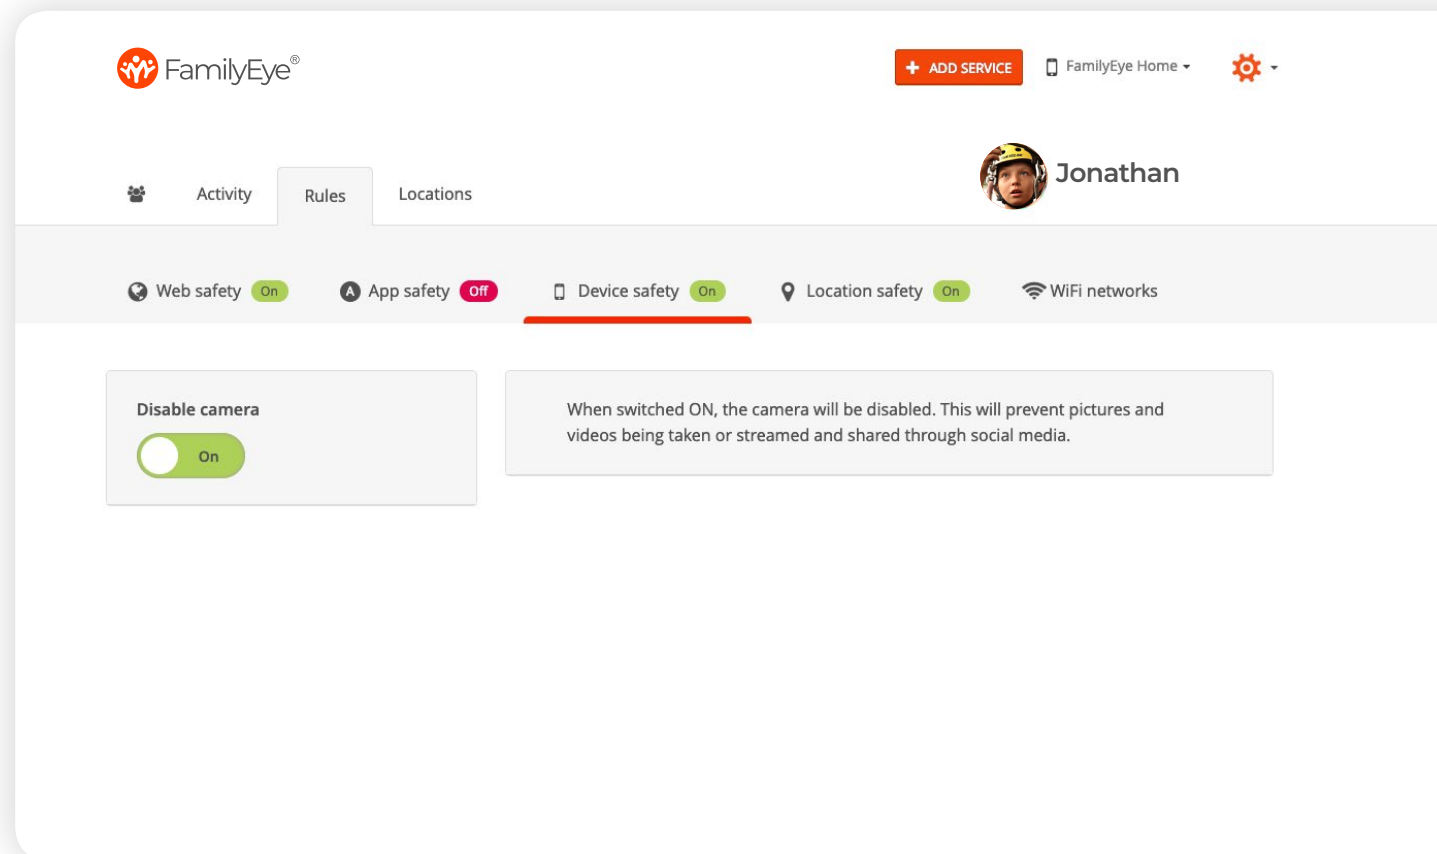 FamilyEye®
ADD SERVICE
FamilyEye Home
Jonathan
Activity
Rules
Locations
Web safety On
A App safety Off
Device safety On
Location safety On
WiFi networks
Disable camera
On
When switched ON, the camera will be disabled. This will prevent pictures and
videos being taken or streamed and shared through social media.